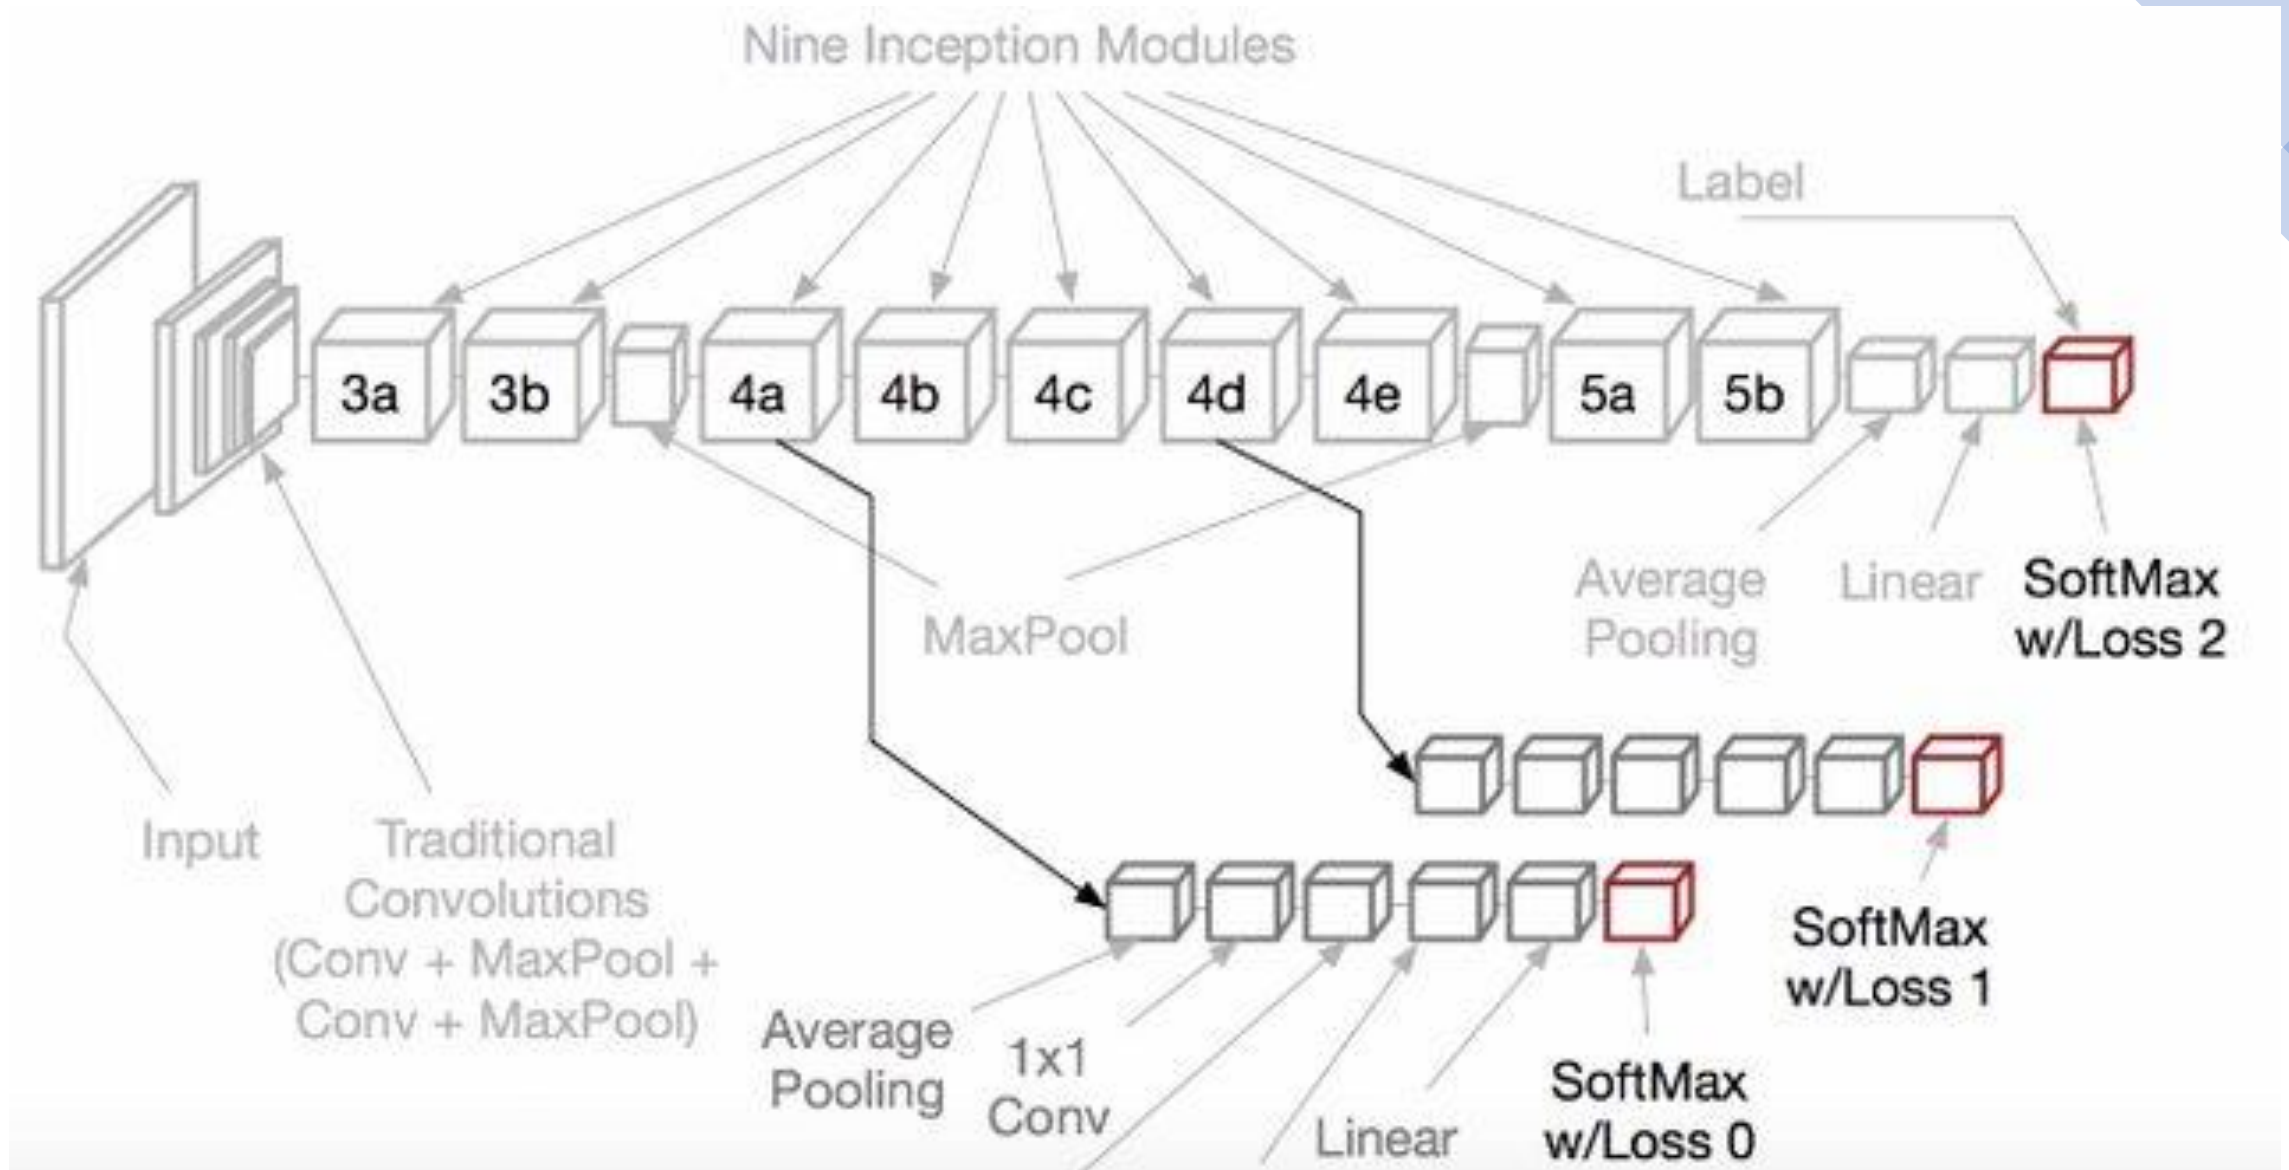 Nine Inception Modules
Label
3a
3b
4a
4b
4c
4d
4e
5a
5b
Average
Pooling
Linear
SoftMax
w/Loss 2
MaxPool
Input
Traditional
Convolutions
(Conv + MaxPool +
Conv + MaxPool)
SoftMax
w/Loss 1
Average
Pooling
1x1
Conv
Linear
SoftMax
w/Loss 0